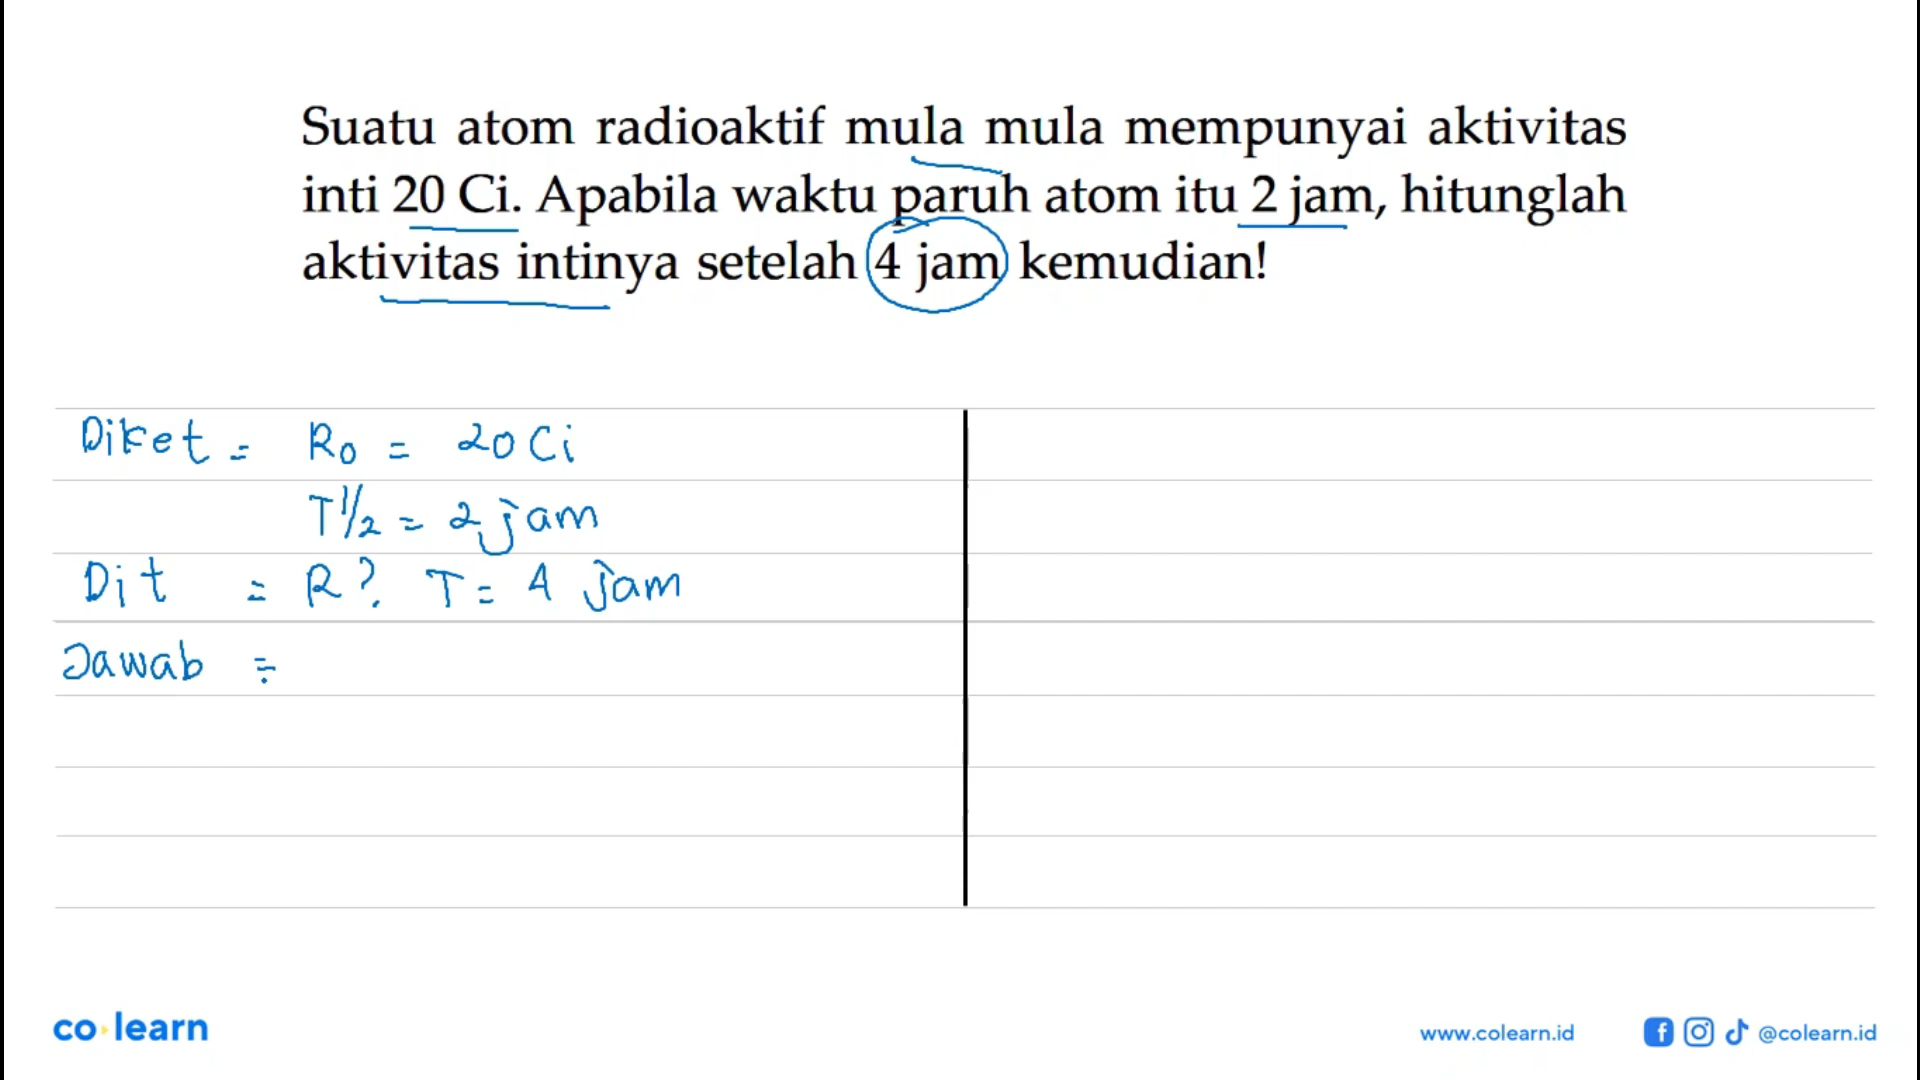 Suatu atom radioaktif mula mula mempunyai aktivitas
inti 20 Ci. Apabila waktu paruh atom itu 2 jam, hitunglah
aktivitas intinya setelah 4 jam kemudian!
Diket = R0 = 20 Ci
T 1/2 = 2 jam
Dit = R? T = 4 jam
Jawab =
co learn
www.colearn.id
@colearn.id